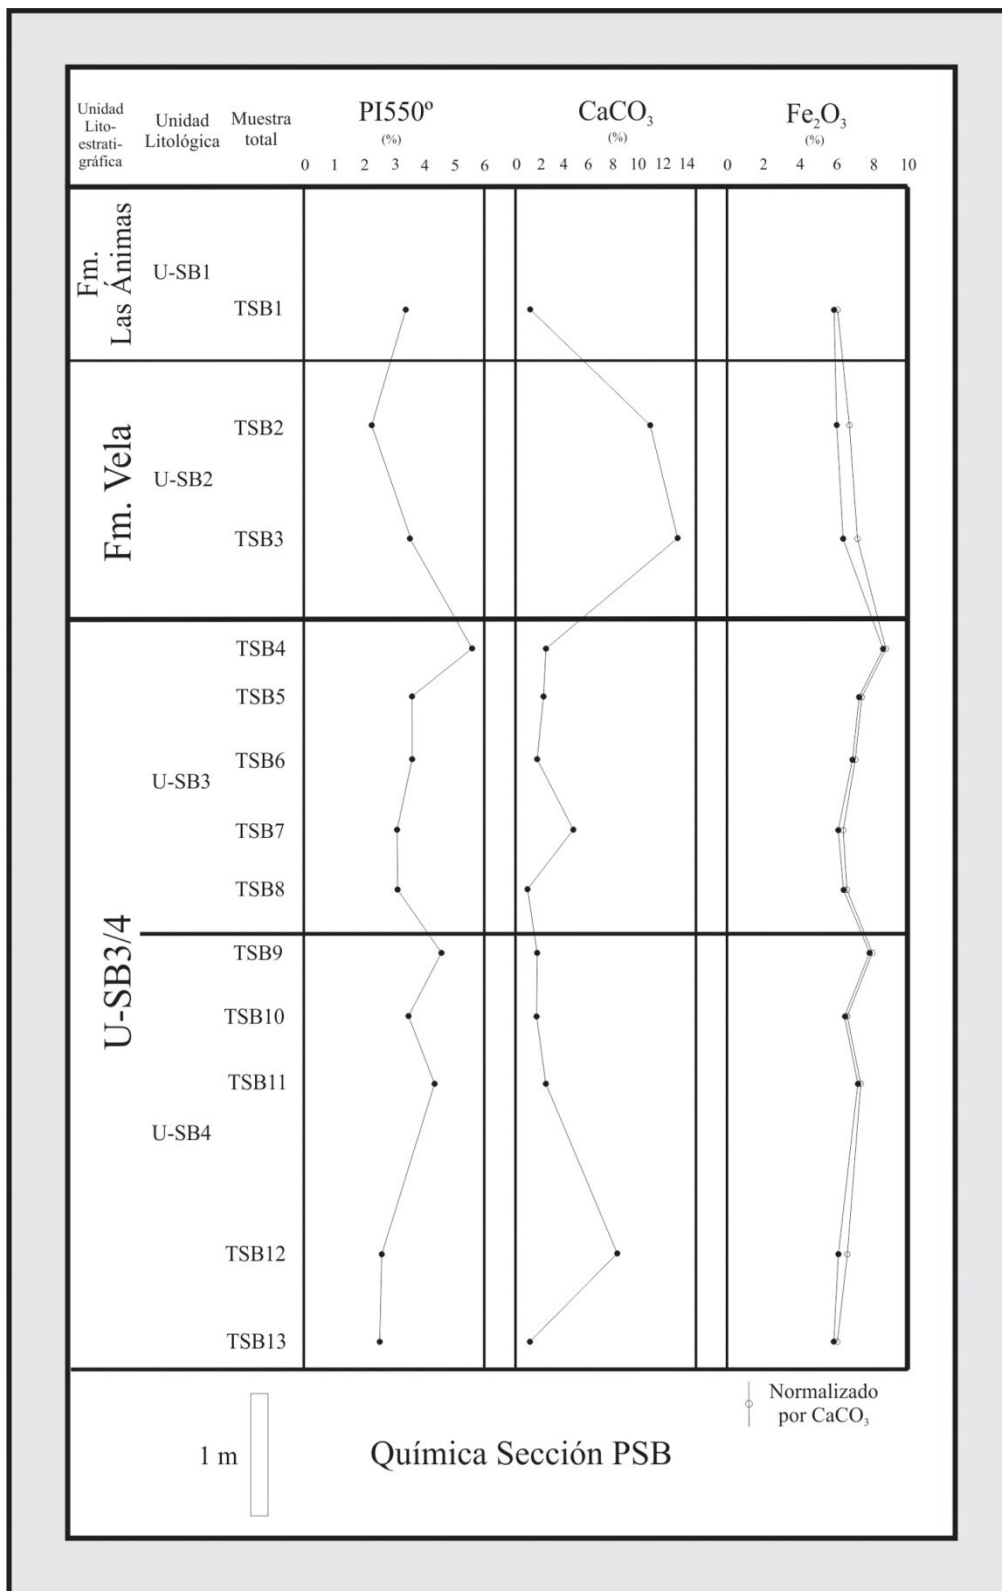 Unidad
Lito-
estrati-
gráfica
Unidad
Litológica
Muestra
total
PI550º
(%)
0 1 2 3 4 5 6
CaCO₃
(%)
0 2 4 6 8 10 12 14
Fe₂O₃
(%)
0 2 4 6 8 10
Fm.
Las Ánimas
U-SB1
TSB1
Fm. Vela
U-SB2
TSB2
TSB3
U-SB3/4
U-SB3
TSB4
TSB5
TSB6
TSB7
TSB8
U-SB4
TSB9
TSB10
TSB11
TSB12
TSB13
Normalizado
por CaCO₃
1 m
Química Sección PSB